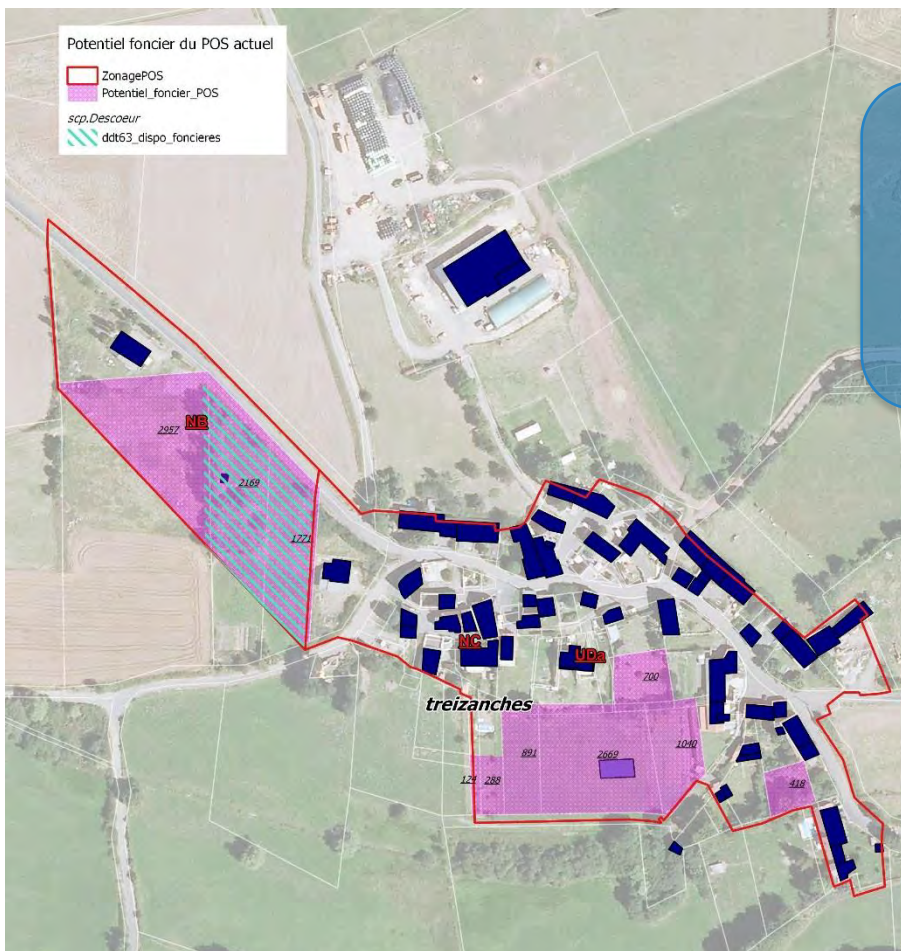 Potentiel foncier du POS actuel
ZonagePOS
Potentiel_foncier_POS
scp.Descoeur
ddt63_dispo_foncieres
NB
2957
2169
1771
NC
UDa
700
treizanches
891
2669
1040
124
288
418